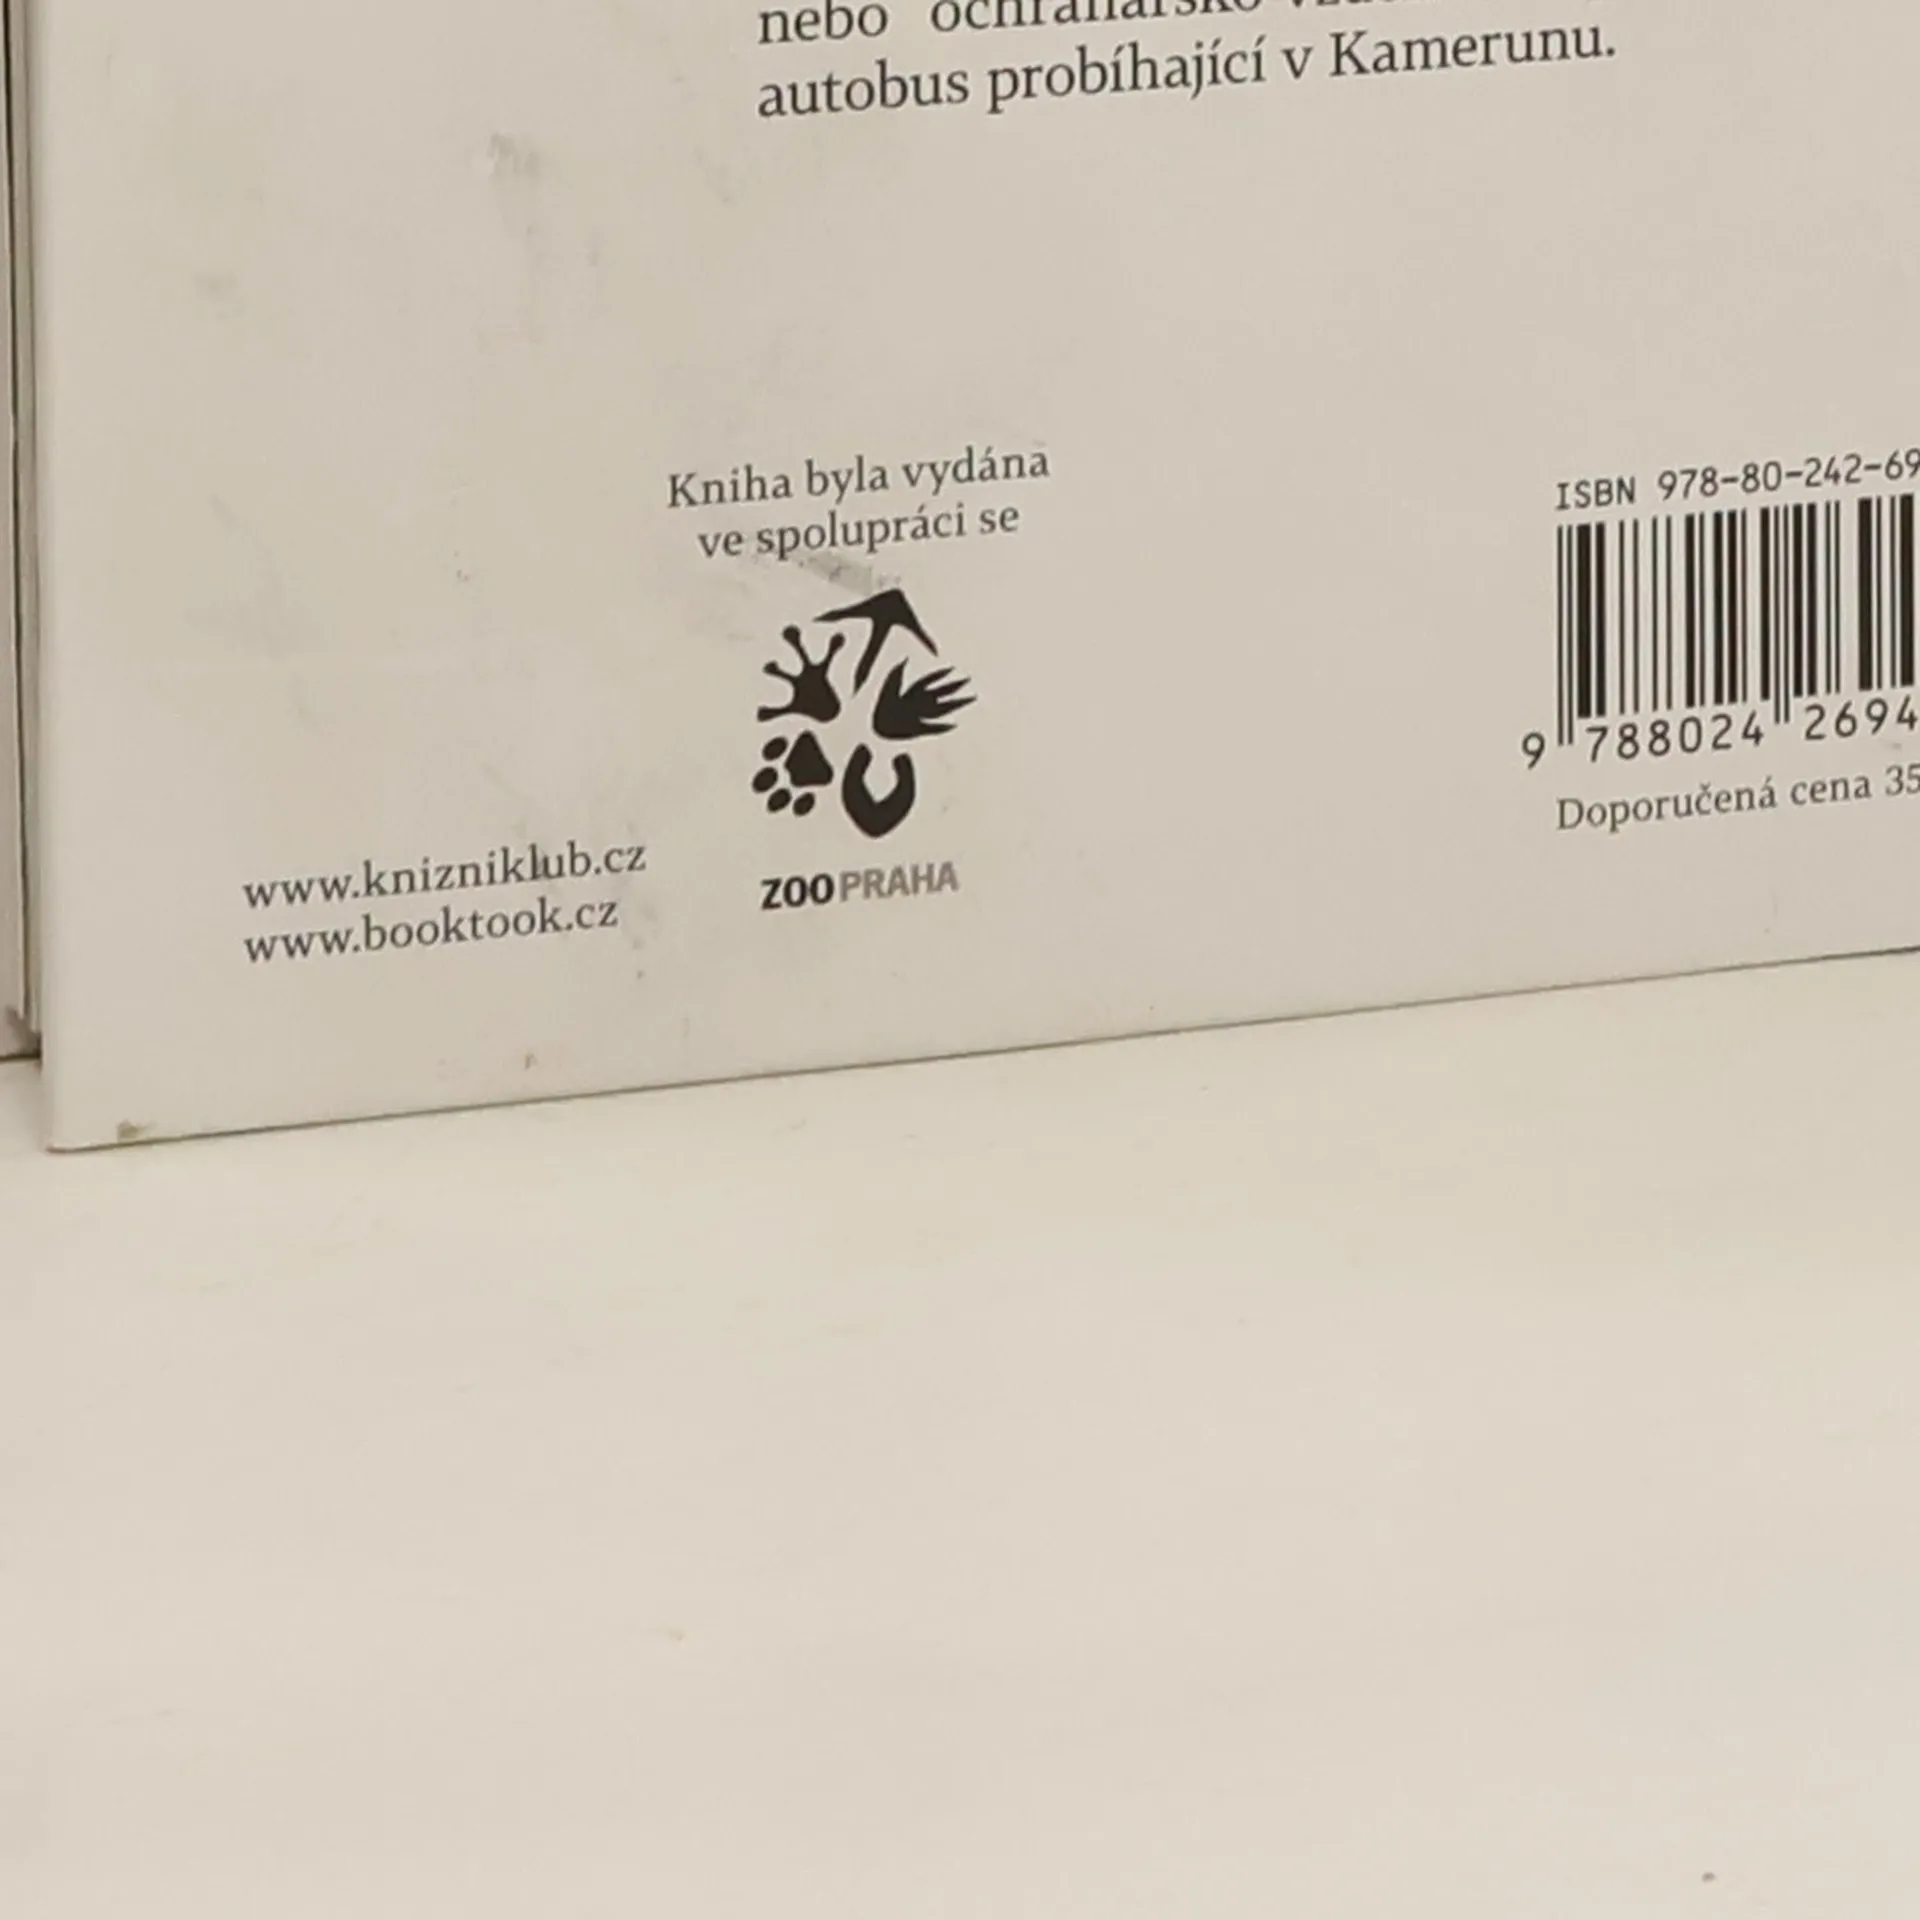 nebo
autobus probíhající v Kamerunu.
Kniha byla vydána
ve spolupráci se
ZOO PRAHA
www.knizniklub.cz
www.booktook.cz
ISBN 978-80-242-69
9 788024 2694
Doporučená cena 35